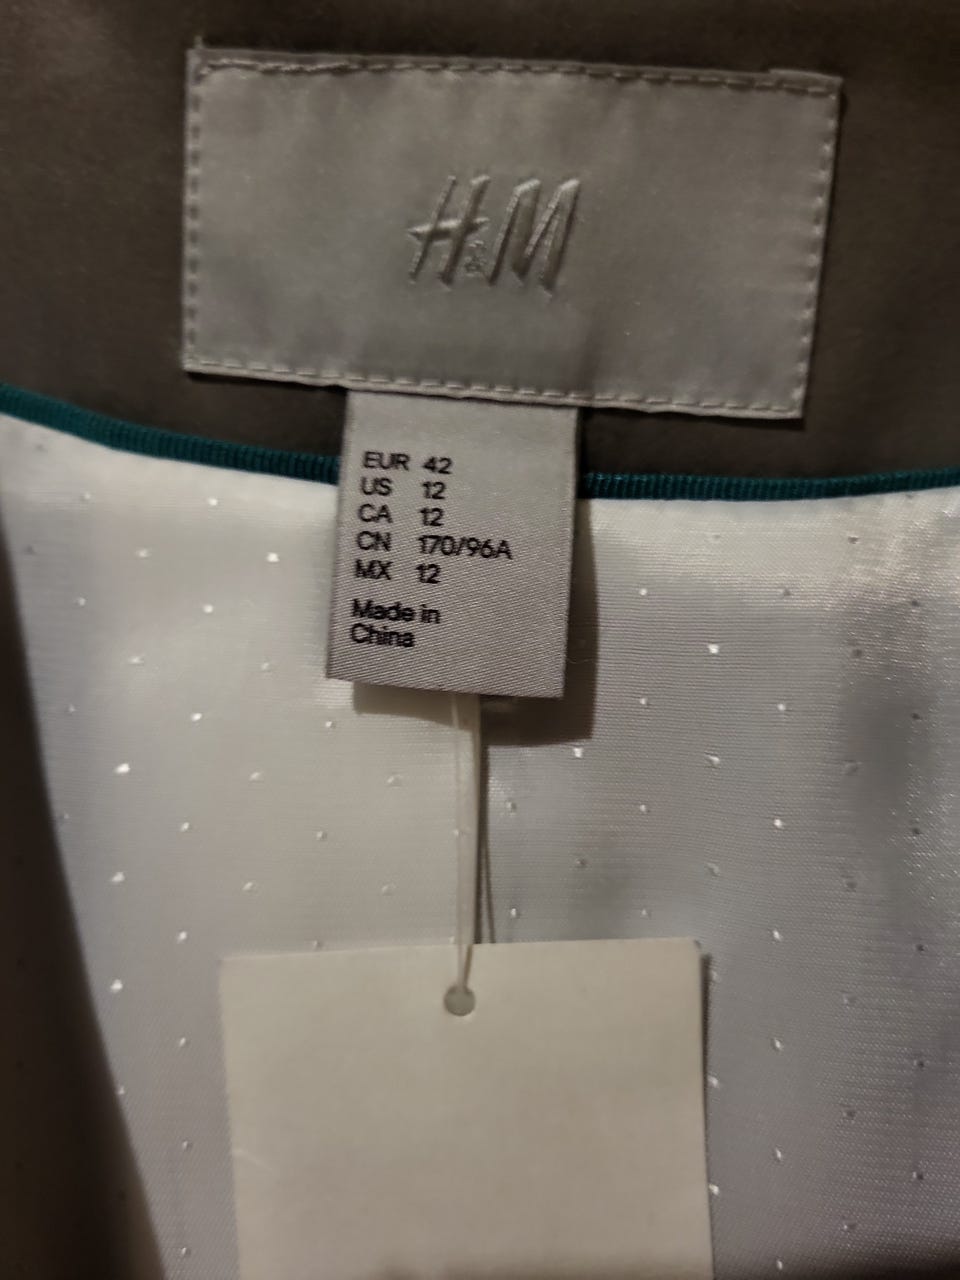 H&M
EUR 42
US 12
CA 12
CN 170/96A
MX 12
Made in
China